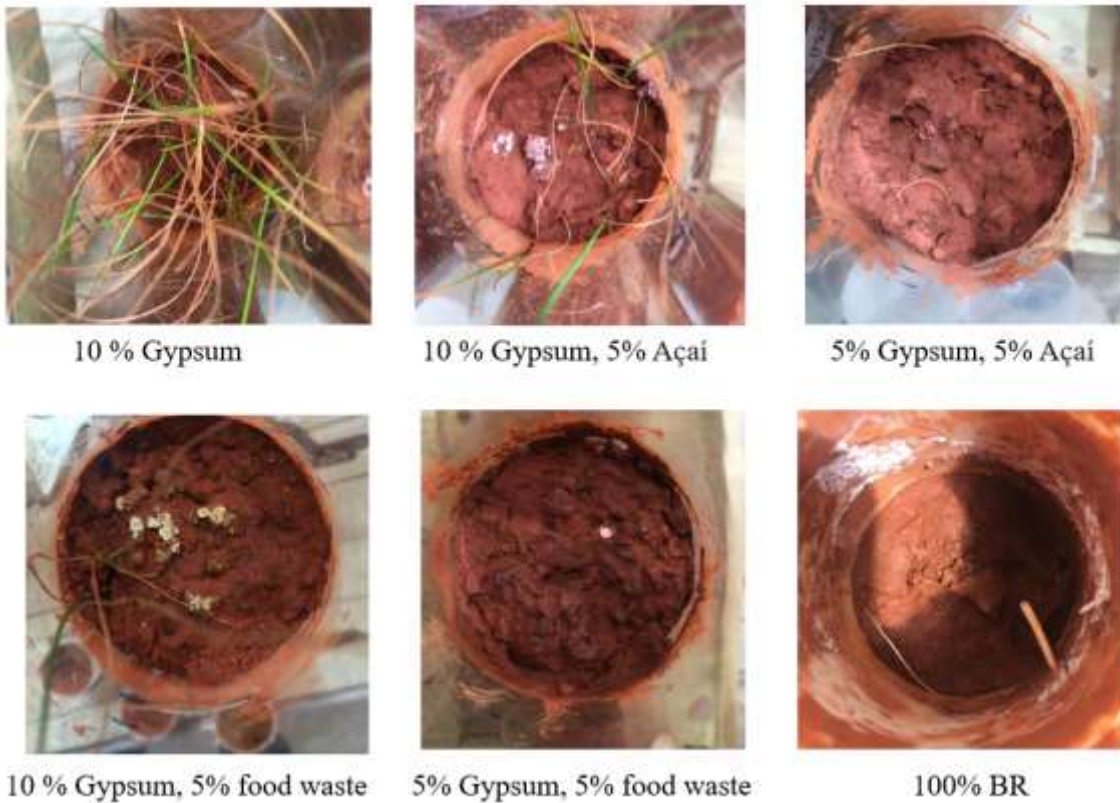 10 % Gypsum
10 % Gypsum, 5% Açaí
5% Gypsum, 5% Açaí
10 % Gypsum, 5% food waste
5% Gypsum, 5% food waste
100% BR